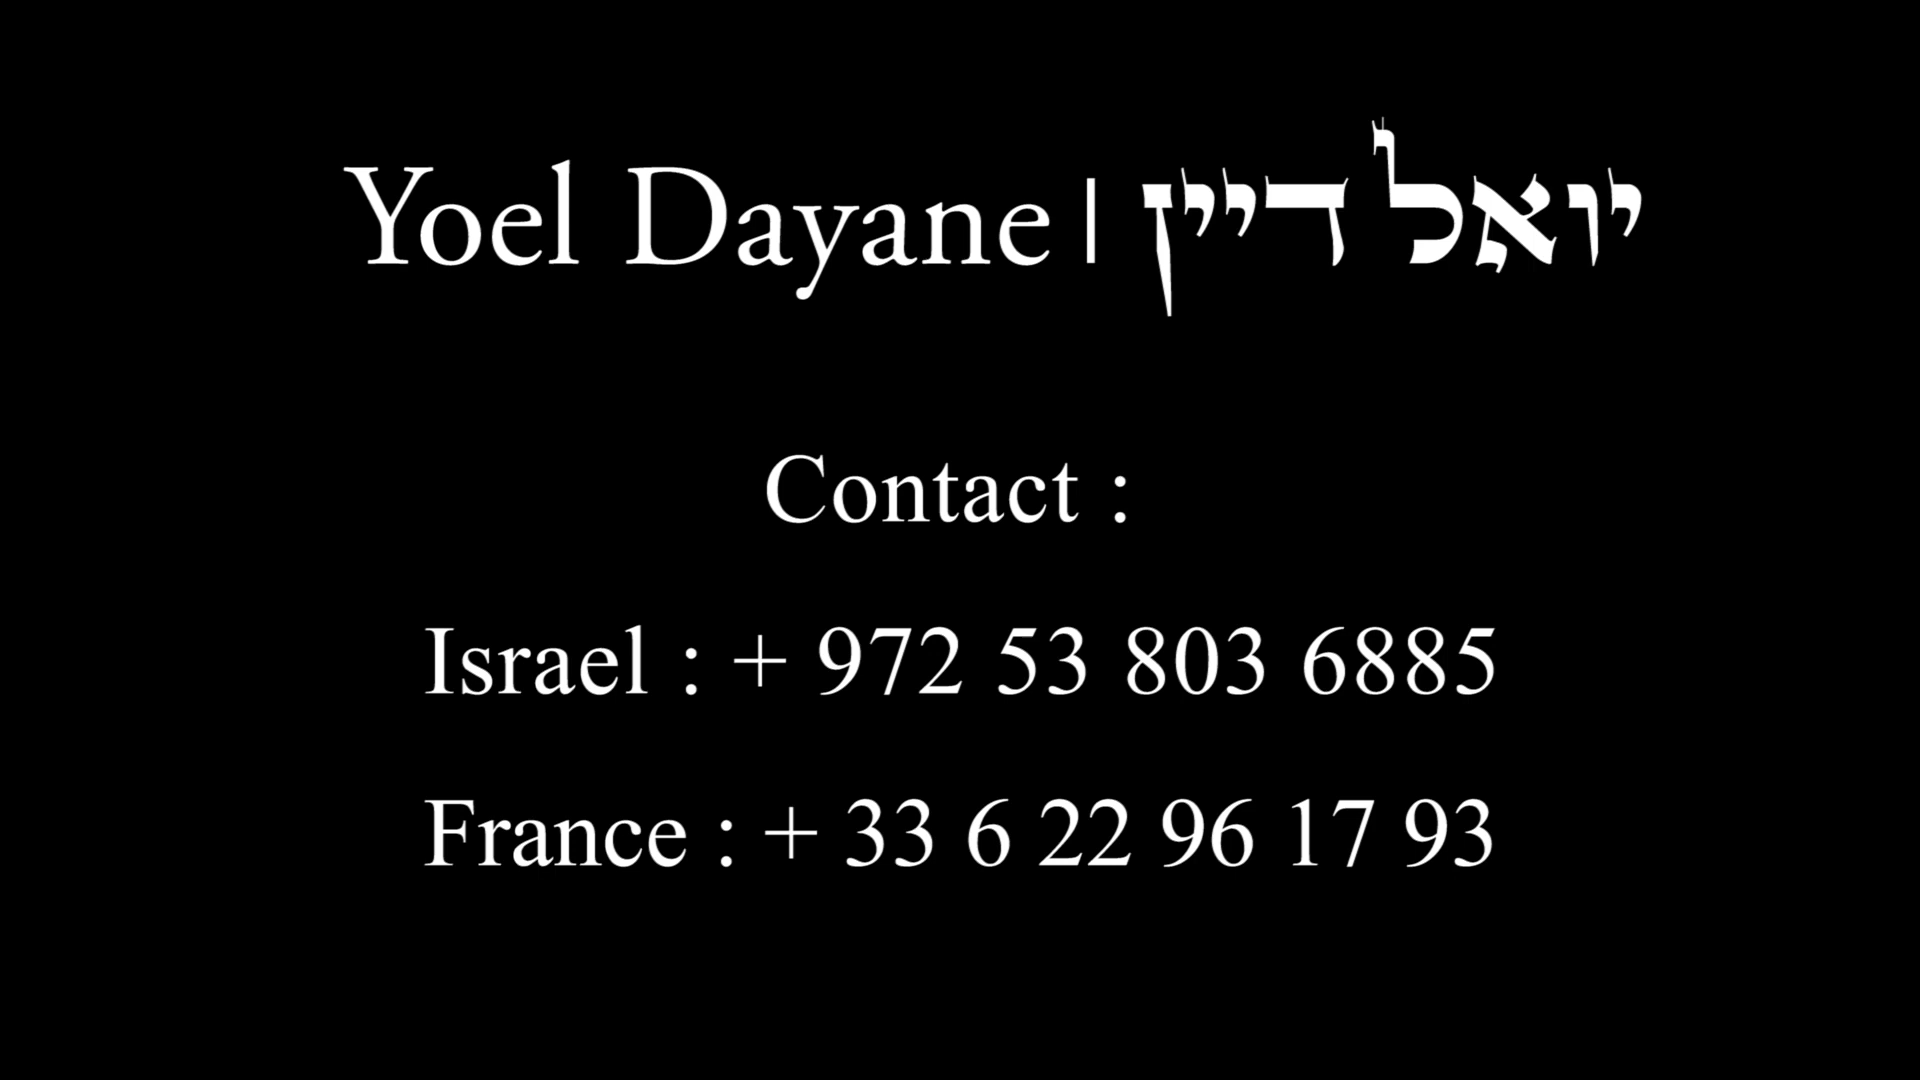 Yoel Dayane | יואל דיין
Contact :
Israel : + 972 53 803 6885
France : + 33 6 22 96 17 93